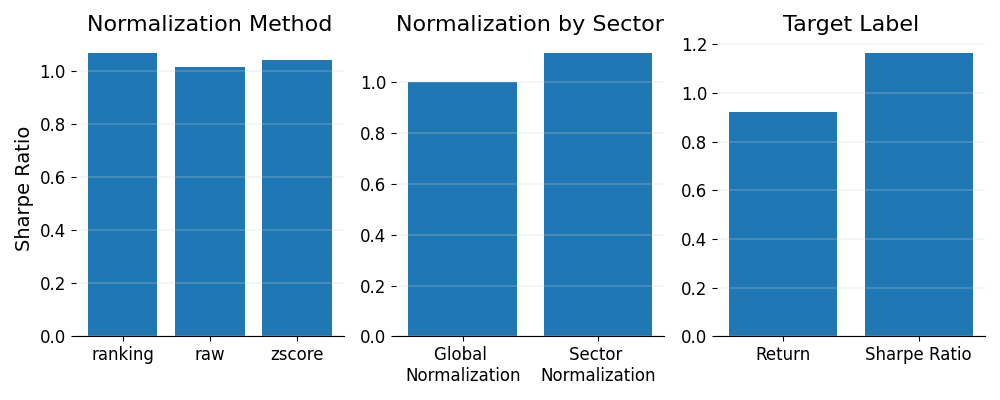 Normalization Method
Sharpe Ratio
1.0
0.8
0.6
0.4
0.2
0.0
ranking raw zscore
Normalization by Sector
1.0
0.8
0.6
0.4
0.2
0.0
Global Sector
Normalization Normalization
Target Label
1.2
1.0
0.8
0.6
0.4
0.2
0.0
Return Sharpe Ratio